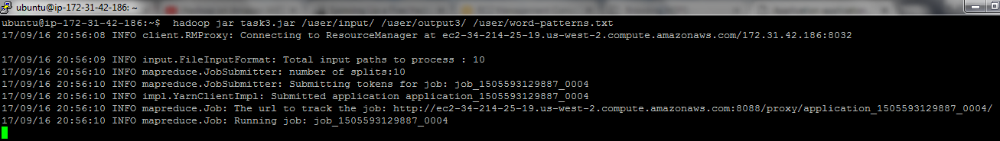 ubuntu@ip-172-31-42-186: ~
ubuntu@ip-172-31-42-186:~$  hadoop jar task3.jar /user/input/ /user/output3/ /user/word-patterns.txt
17/09/16 20:56:08 INFO client.RMProxy: Connecting to ResourceManager at ec2-34-214-25-19.us-west-2.compute.amazonaws.com/172.31.42.186:8032
17/09/16 20:56:09 INFO input.FileInputFormat: Total input paths to process : 10
17/09/16 20:56:10 INFO mapreduce.JobSubmitter: number of splits:10
17/09/16 20:56:10 INFO mapreduce.JobSubmitter: Submitting tokens for job: job_1505593129887_0004
17/09/16 20:56:10 INFO impl.YarnClientImpl: Submitted application application_1505593129887_0004
17/09/16 20:56:10 INFO mapreduce.Job: The url to track the job: http://ec2-34-214-25-19.us-west-2.compute.amazonaws.com:8088/proxy/application_1505593129887_0004/
17/09/16 20:56:10 INFO mapreduce.Job: Running job: job_1505593129887_0004